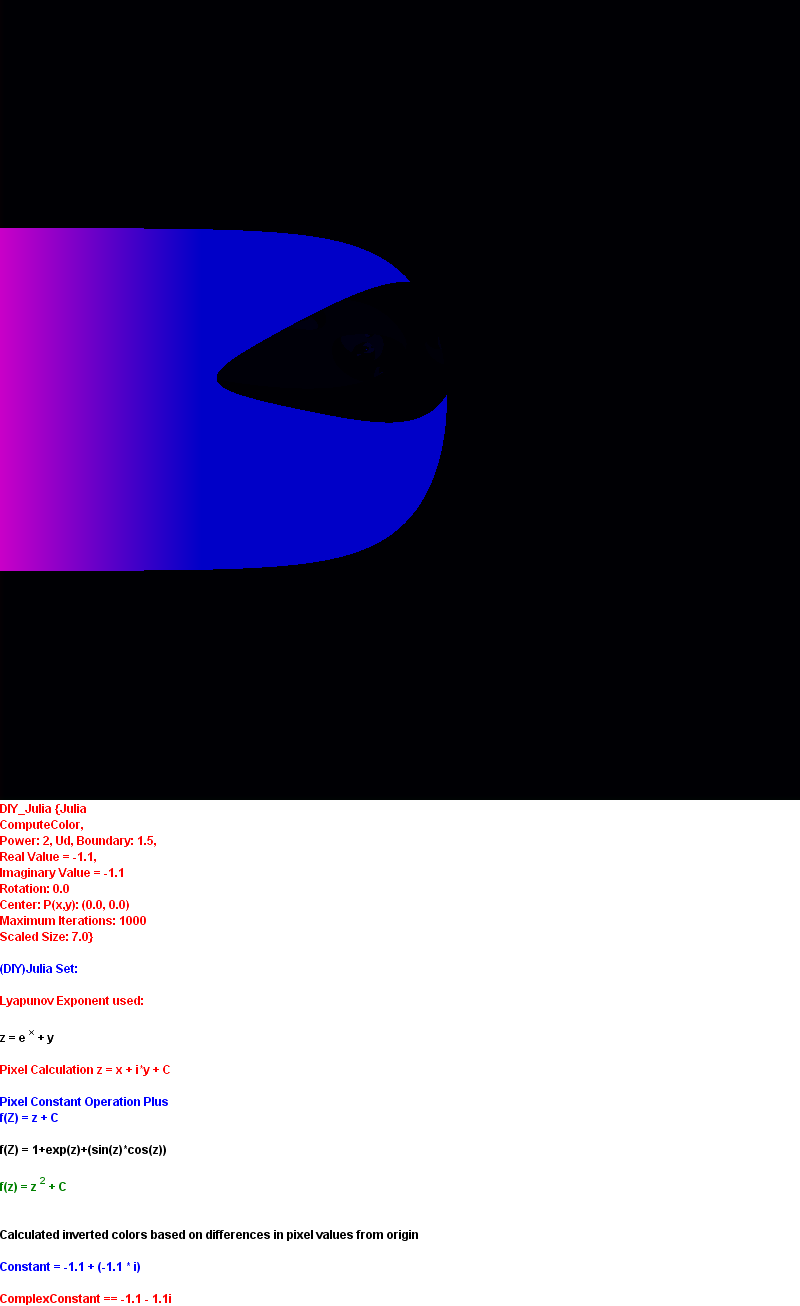 DIY_Julia {Julia
ComputeColor,
Power: 2, Ud, Boundary: 1.5,
Real Value = -1.1,
Imaginary Value = -1.1
Rotation: 0.0
Center: P(x,y): (0.0, 0.0)
Maximum Iterations: 1000
Scaled Size: 7.0}
(DIY)Julia Set:
Lyapunov Exponent used:
z = e ^x + y
Pixel Calculation z = x + i*y + C
Pixel Constant Operation Plus
f(Z) = z + C
f(Z) = 1+exp(z)+(sin(z)*cos(z))
f(z) = z ^2 + C
Calculated inverted colors based on differences in pixel values from origin
Constant = -1.1 + (-1.1 * i)
ComplexConstant == -1.1 - 1.1i